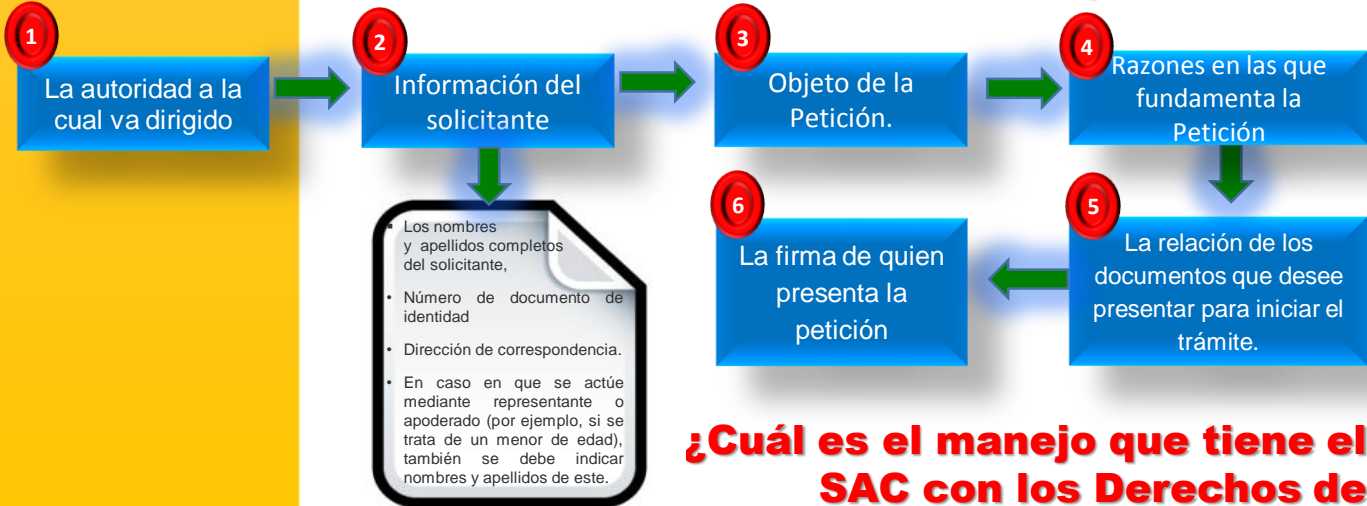 1
La autoridad a la
cual va dirigido
2
Información del
solicitante
• Los nombres
y apellidos completos
del solicitante,
• Número de documento de
identidad
• Dirección de correspondencia.
• En caso en que se actúe
mediante representante o
apoderado (por ejemplo, si se
trata de un menor de edad),
también se debe indicar
nombres y apellidos de este.
3
Objeto de la
Petición.
4
Razones en las que
fundamenta la
Petición
5
La relación de los
documentos que desee
presentar para iniciar el
trámite.
6
La firma de quien
presenta la
petición
¿Cuál es el manejo que tiene el
SAC con los Derechos de